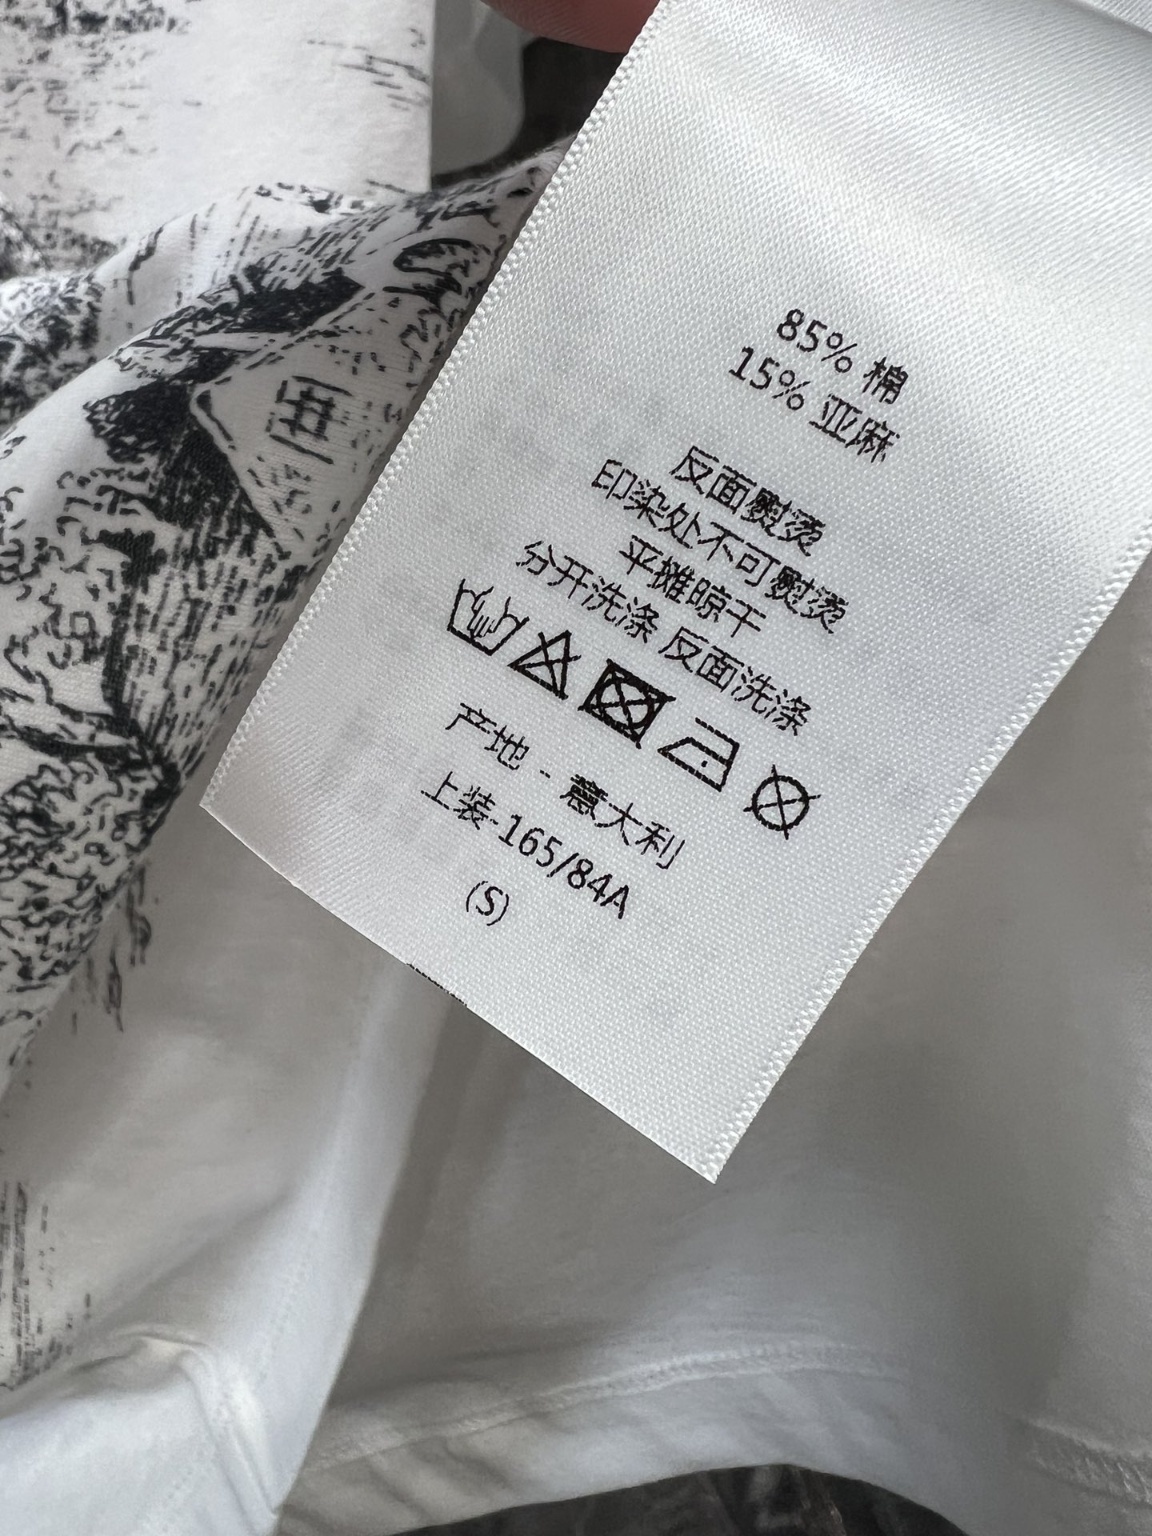 85% 棉
15% 亚麻
反面熨烫
印染处不可熨烫
平摊晾干
分开洗涤 反面洗涤
产地 - 意大利
上装-165/84A
(S)